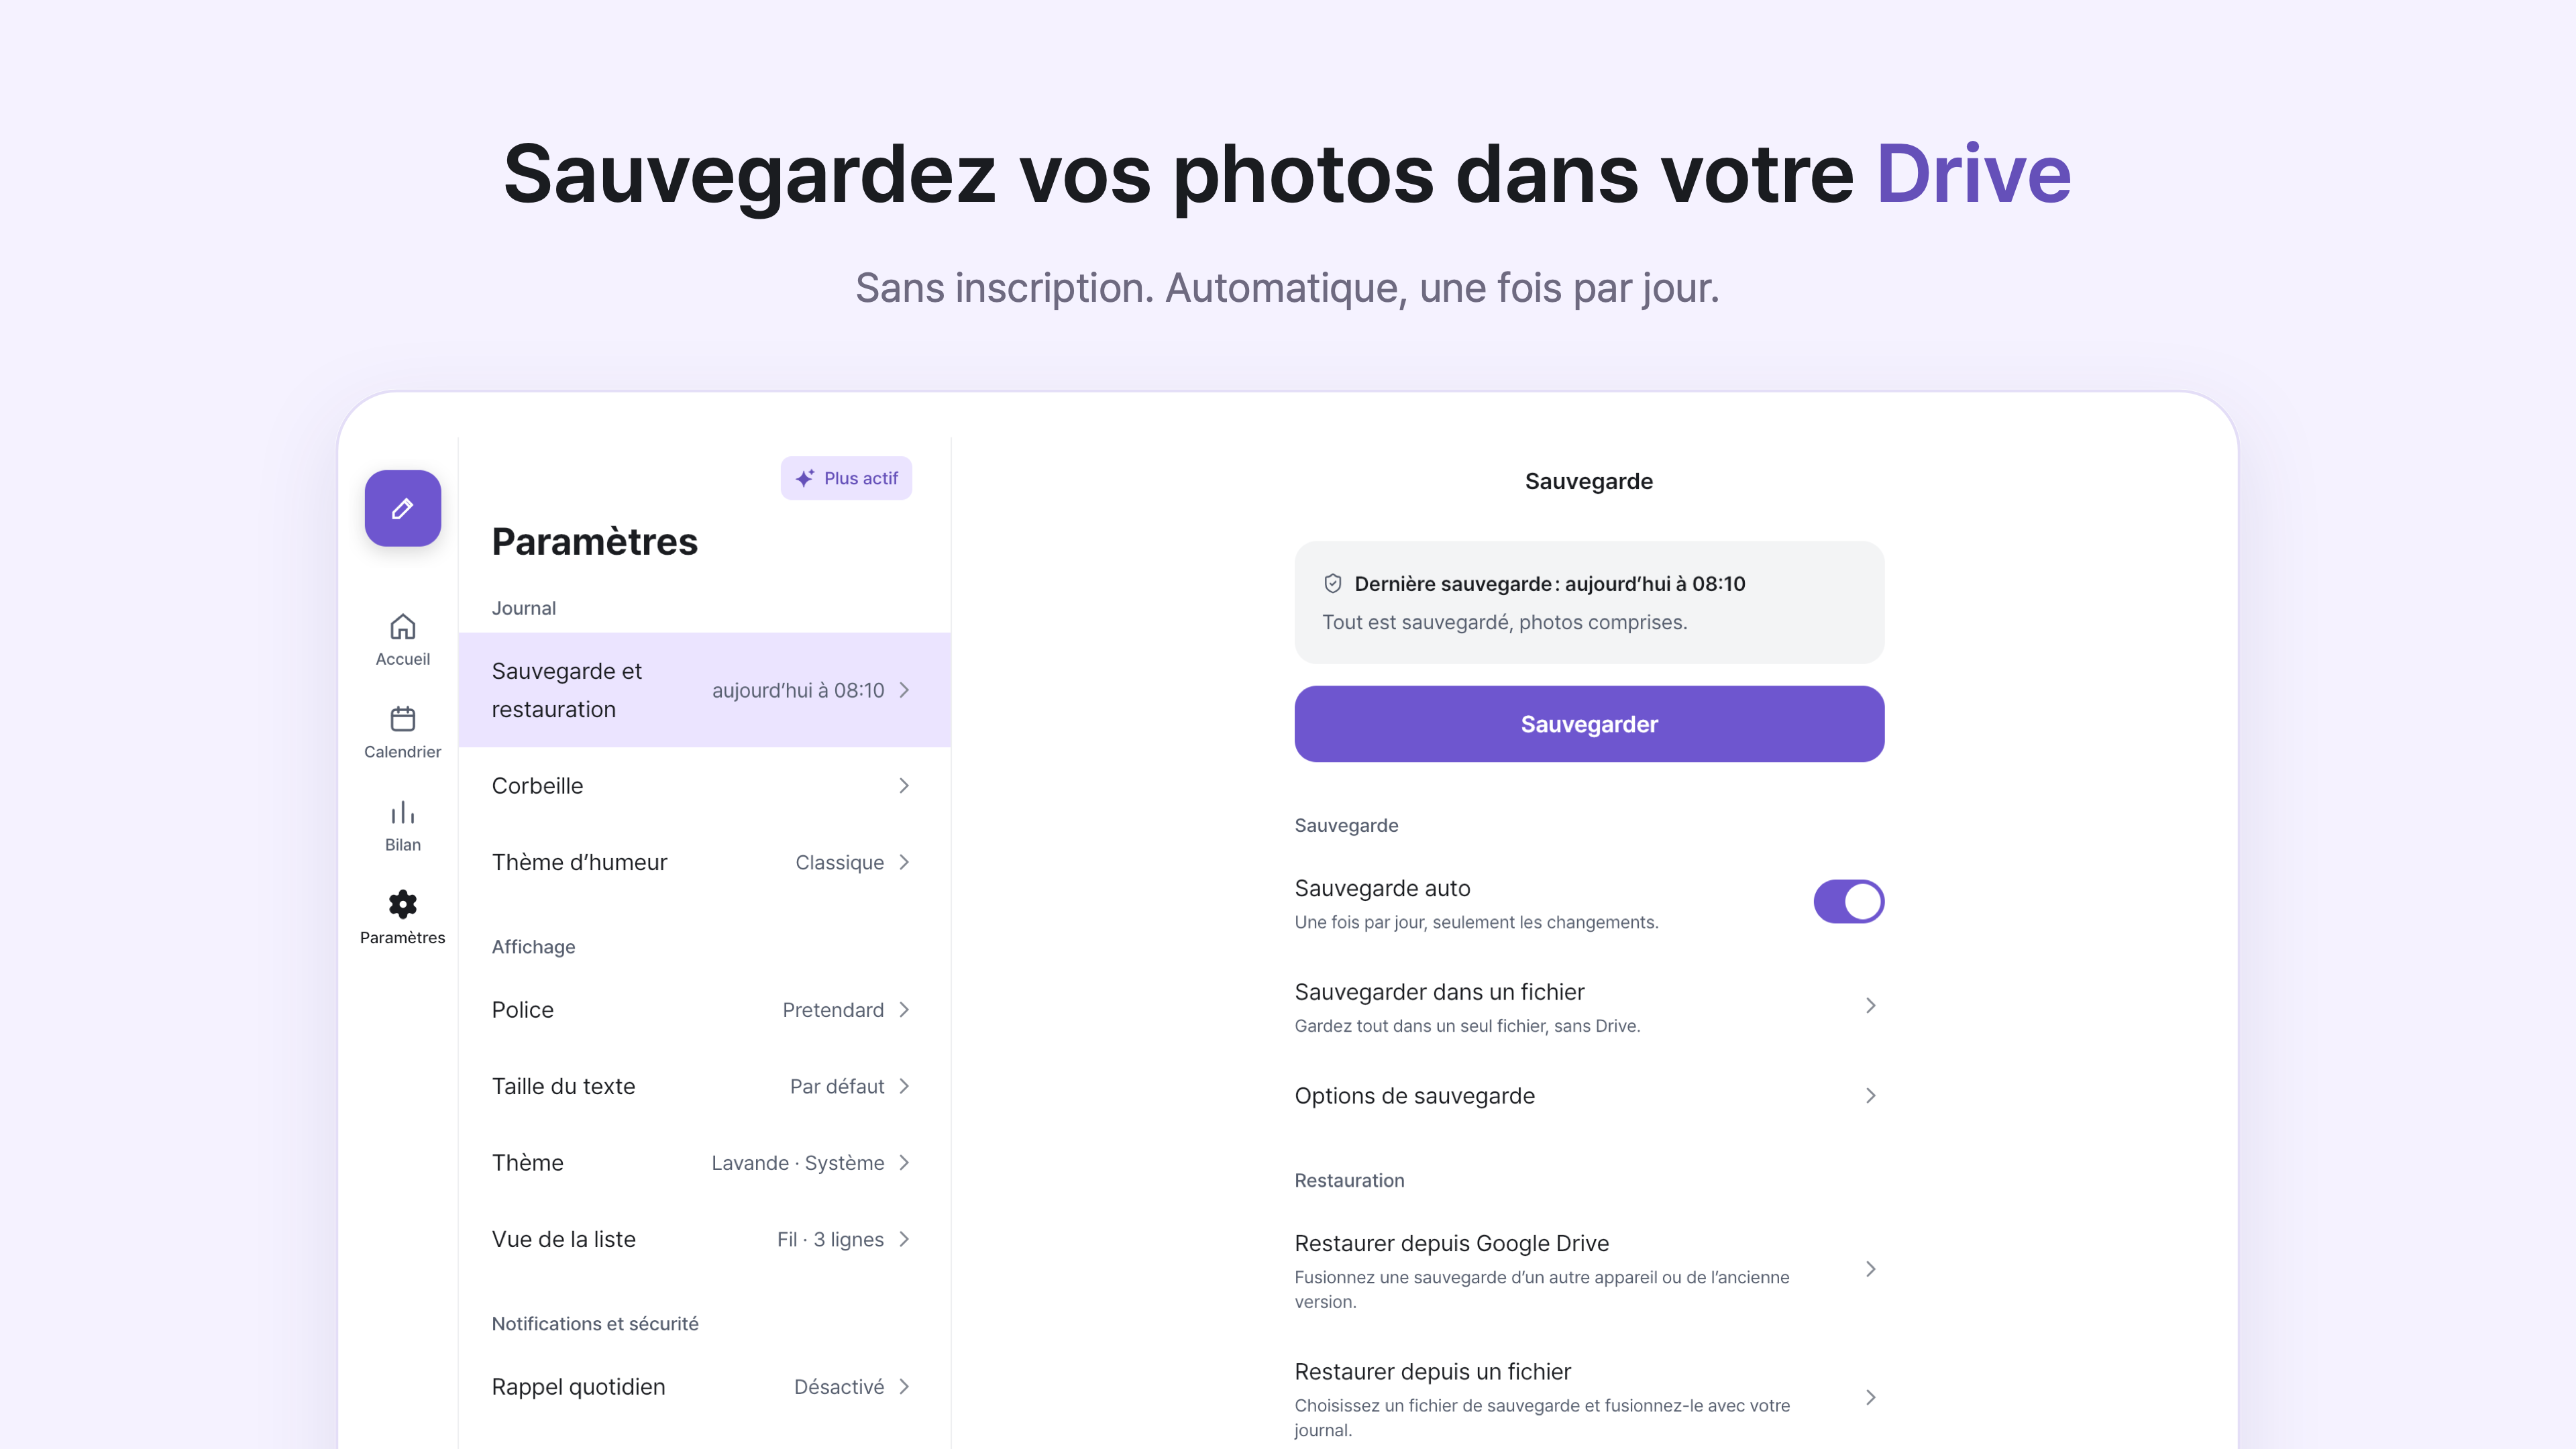 Sauvegardez vos photos dans votre Drive
Sans inscription. Automatique, une fois par jour.
Accueil
Calendrier
Bilan
Paramètres
Plus actif
Paramètres
Journal
Sauvegarde et
restauration
aujourd’hui à 08:10
Corbeille
Thème d’humeur
Classique
Affichage
Police
Pretendard
Taille du texte
Par défaut
Thème
Lavande · Système
Vue de la liste
Fil · 3 lignes
Notifications et sécurité
Rappel quotidien
Désactivé
Sauvegarde
Dernière sauvegarde : aujourd’hui à 08:10
Tout est sauvegardé, photos comprises.
Sauvegarder
Sauvegarde
Sauvegarde auto
Une fois par jour, seulement les changements.
Sauvegarder dans un fichier
Gardez tout dans un seul fichier, sans Drive.
Options de sauvegarde
Restauration
Restaurer depuis Google Drive
Fusionnez une sauvegarde d’un autre appareil ou de l’ancienne
version.
Restaurer depuis un fichier
Choisissez un fichier de sauvegarde et fusionnez-le avec votre
journal.